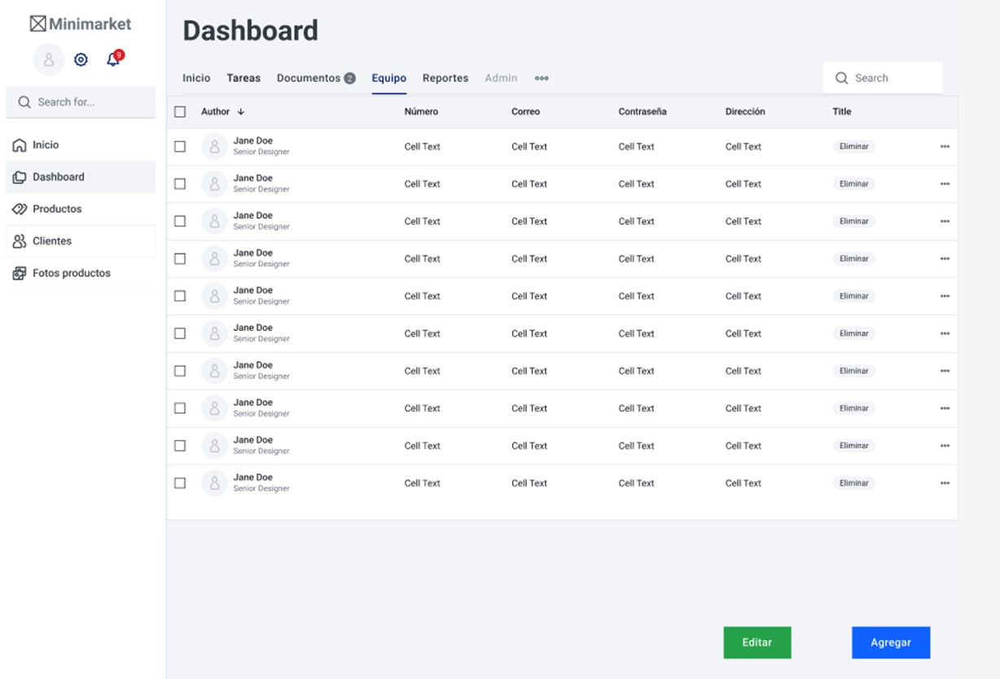 Minimarket
9
Search for...
Inicio
Dashboard
Productos
Clientes
Fotos productos
Dashboard
Inicio Tareas Documentos 2 Equipo Reportes Admin
Search
Author Número Correo Contraseña Dirección Title
Jane Doe
Senior Designer
Cell Text Cell Text Cell Text Cell Text Eliminar
Jane Doe
Senior Designer
Cell Text Cell Text Cell Text Cell Text Eliminar
Jane Doe
Senior Designer
Cell Text Cell Text Cell Text Cell Text Eliminar
Jane Doe
Senior Designer
Cell Text Cell Text Cell Text Cell Text Eliminar
Jane Doe
Senior Designer
Cell Text Cell Text Cell Text Cell Text Eliminar
Jane Doe
Senior Designer
Cell Text Cell Text Cell Text Cell Text Eliminar
Jane Doe
Senior Designer
Cell Text Cell Text Cell Text Cell Text Eliminar
Jane Doe
Senior Designer
Cell Text Cell Text Cell Text Cell Text Eliminar
Jane Doe
Senior Designer
Cell Text Cell Text Cell Text Cell Text Eliminar
Jane Doe
Senior Designer
Cell Text Cell Text Cell Text Cell Text Eliminar
Editar Agregar